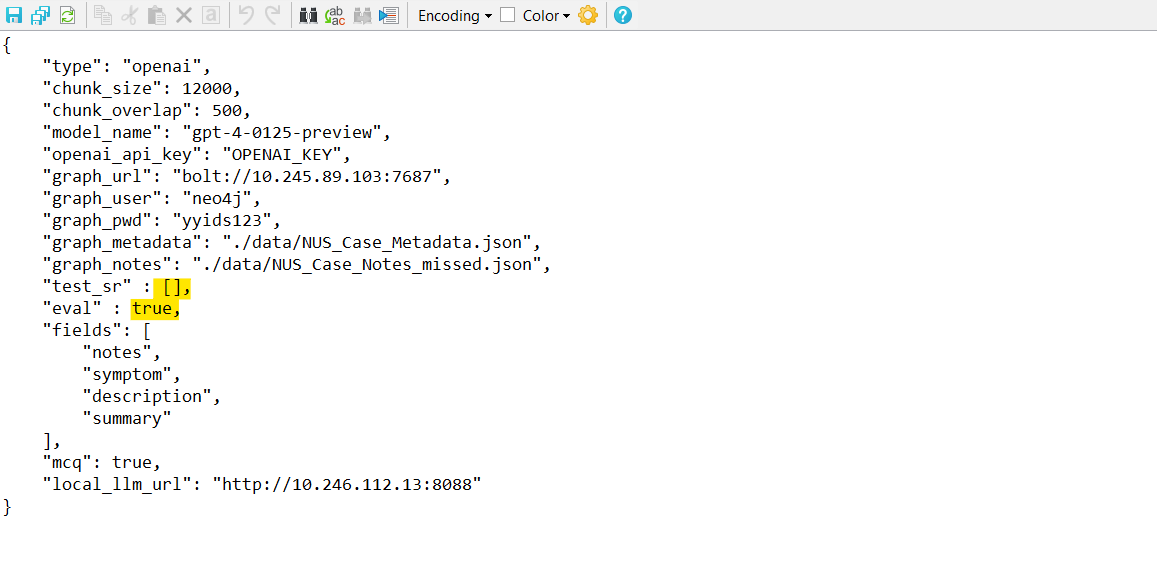 ab
ac
a
Encoding
Color
?
{
    "type": "openai",
    "chunk_size": 12000,
    "chunk_overlap": 500,
    "model_name": "gpt-4-0125-preview",
    "openai_api_key": "OPENAI_KEY",
    "graph_url": "bolt://10.245.89.103:7687",
    "graph_user": "neo4j",
    "graph_pwd": "yyids123",
    "graph_metadata": "./data/NUS_Case_Metadata.json",
    "graph_notes": "./data/NUS_Case_Notes_missed.json",
    "test_sr" : [],
    "eval" : true,
    "fields": [
        "notes",
        "symptom",
        "description",
        "summary"
    ],
    "mcq": true,
    "local_llm_url": "http://10.246.112.13:8088"
}